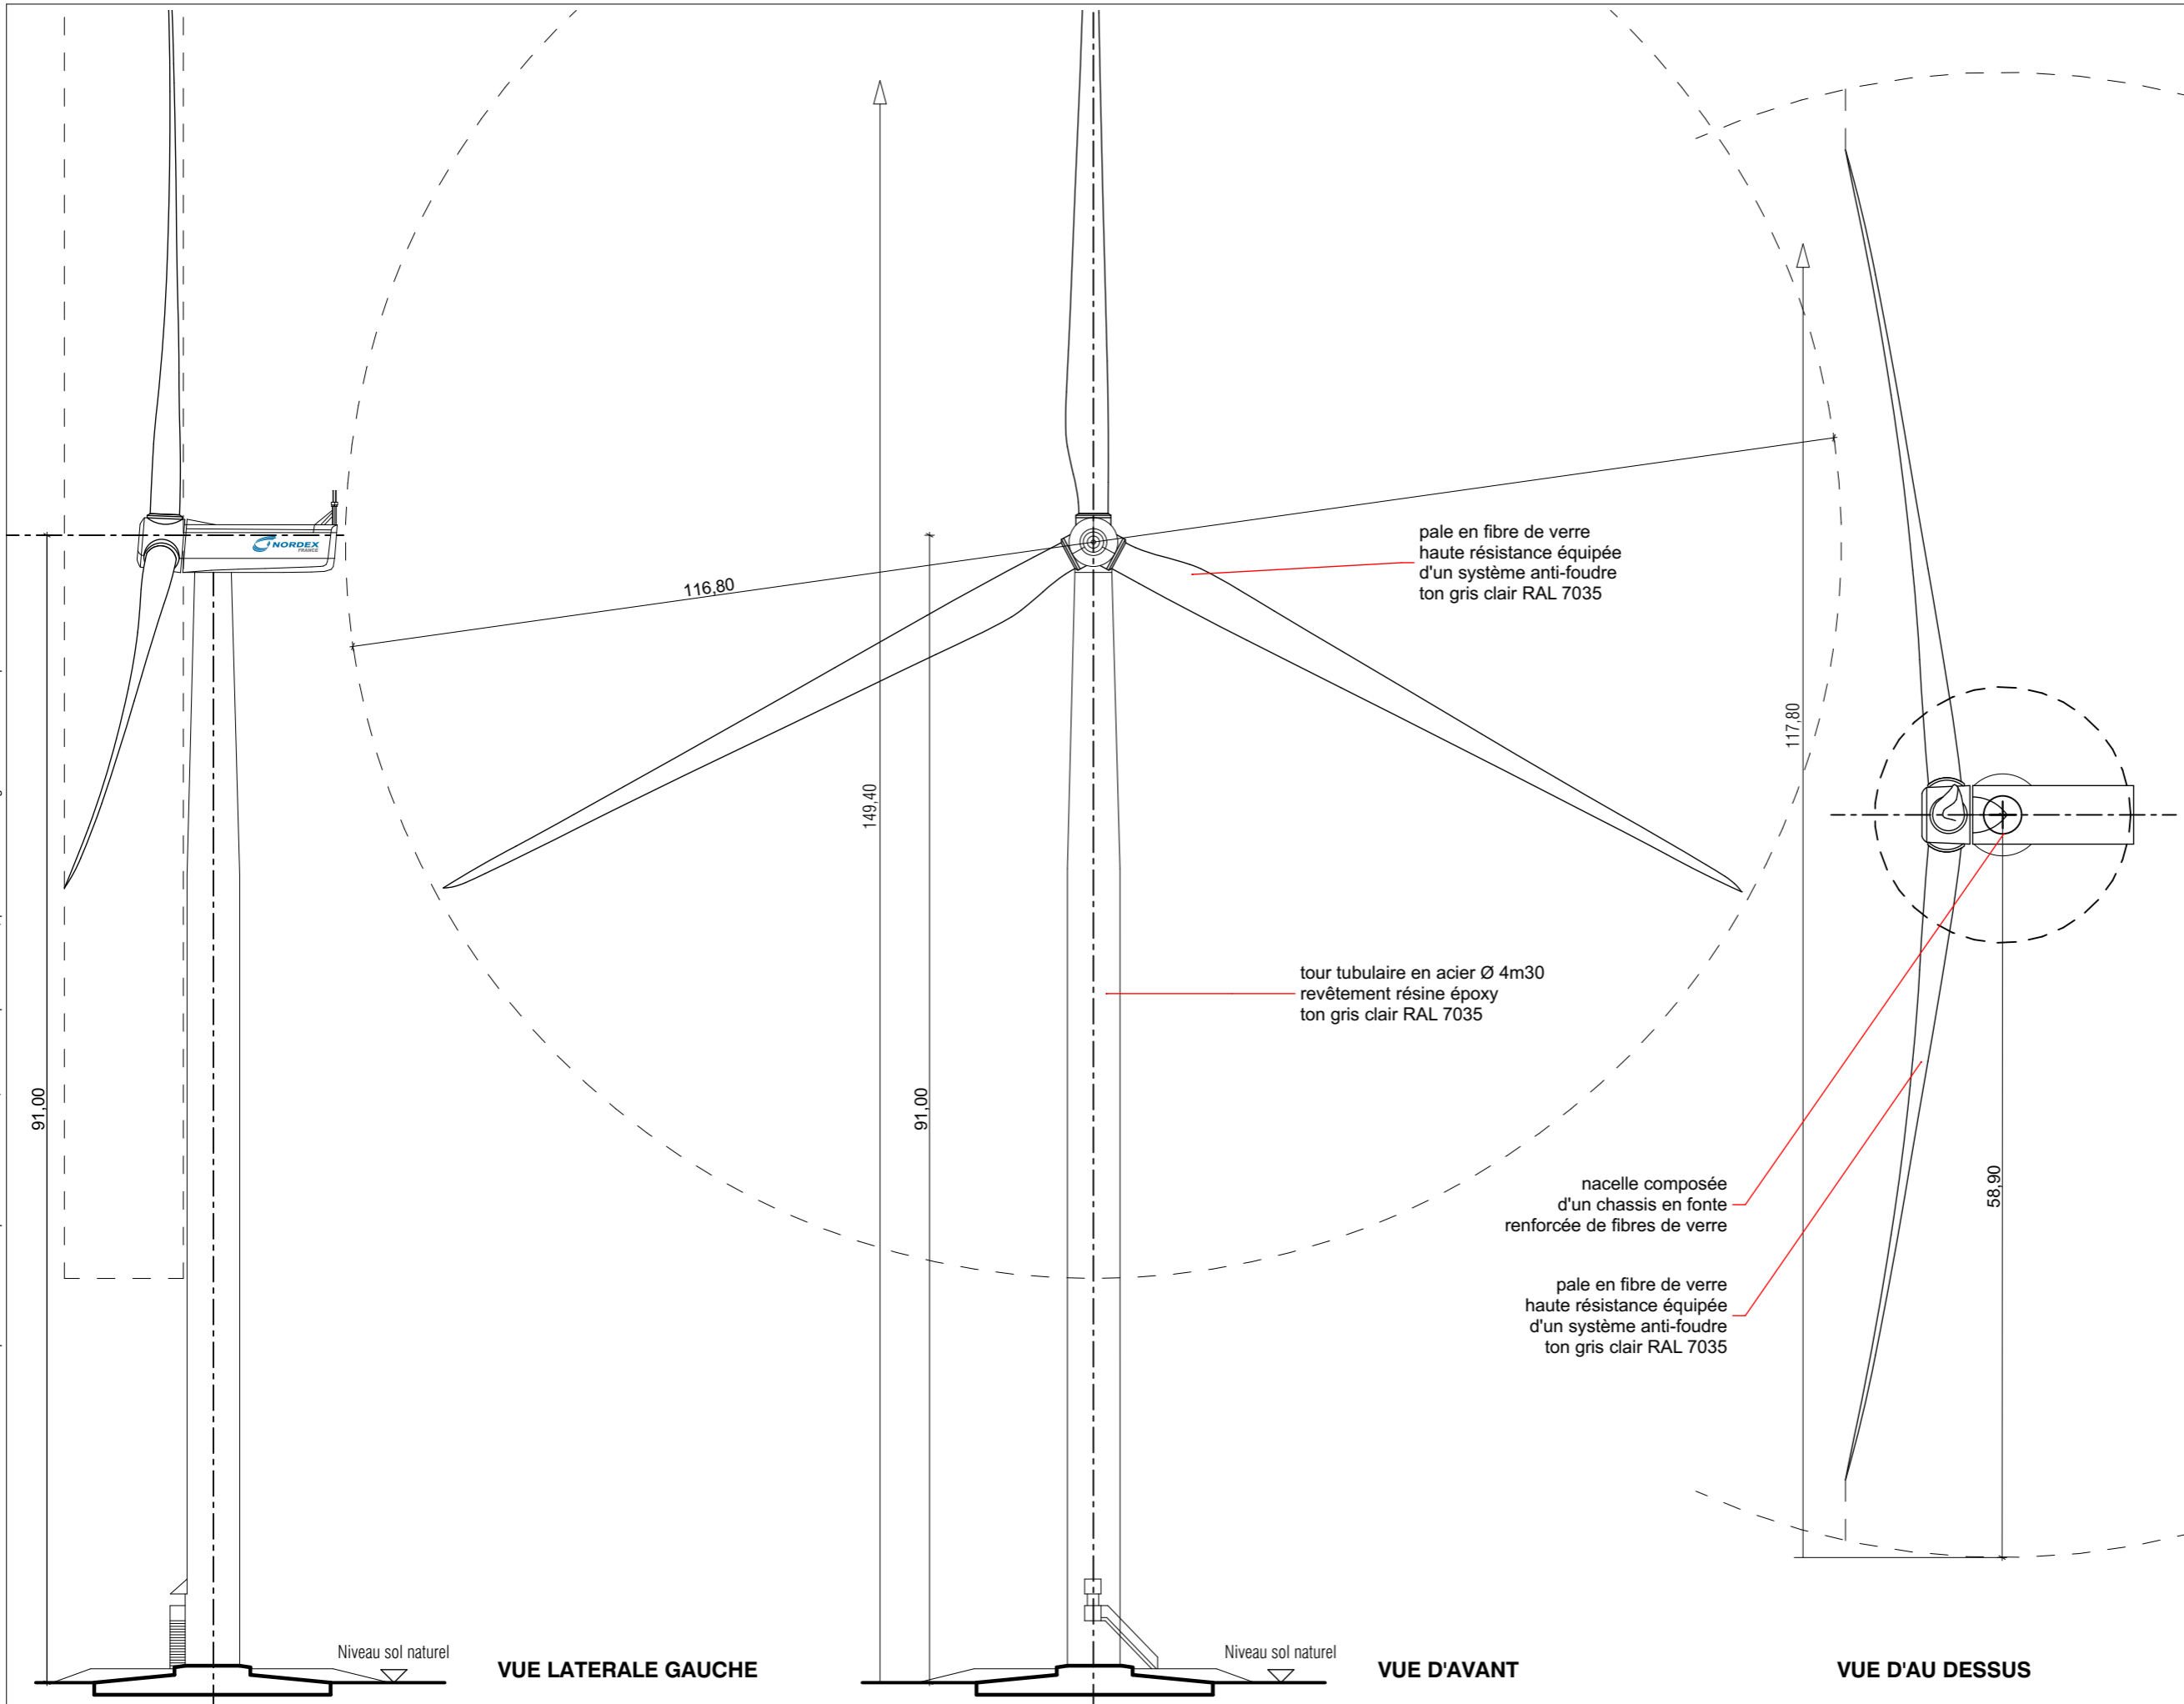 NORDEX
FRANCE
pale en fibre de verre
haute résistance équipée
d'un système anti-foudre
ton gris clair RAL 7035
116,80
117,80
149,40
tour tubulaire en acier Ø 4m30
revêtement résine époxy
ton gris clair RAL 7035
91,00
91,00
nacelle composée
d'un chassis en fonte
renforcée de fibres de verre
58,90
pale en fibre de verre
haute résistance équipée
d'un système anti-foudre
ton gris clair RAL 7035
Niveau sol naturel
VUE LATERALE GAUCHE
Niveau sol naturel
VUE D'AVANT
VUE D'AU DESSUS